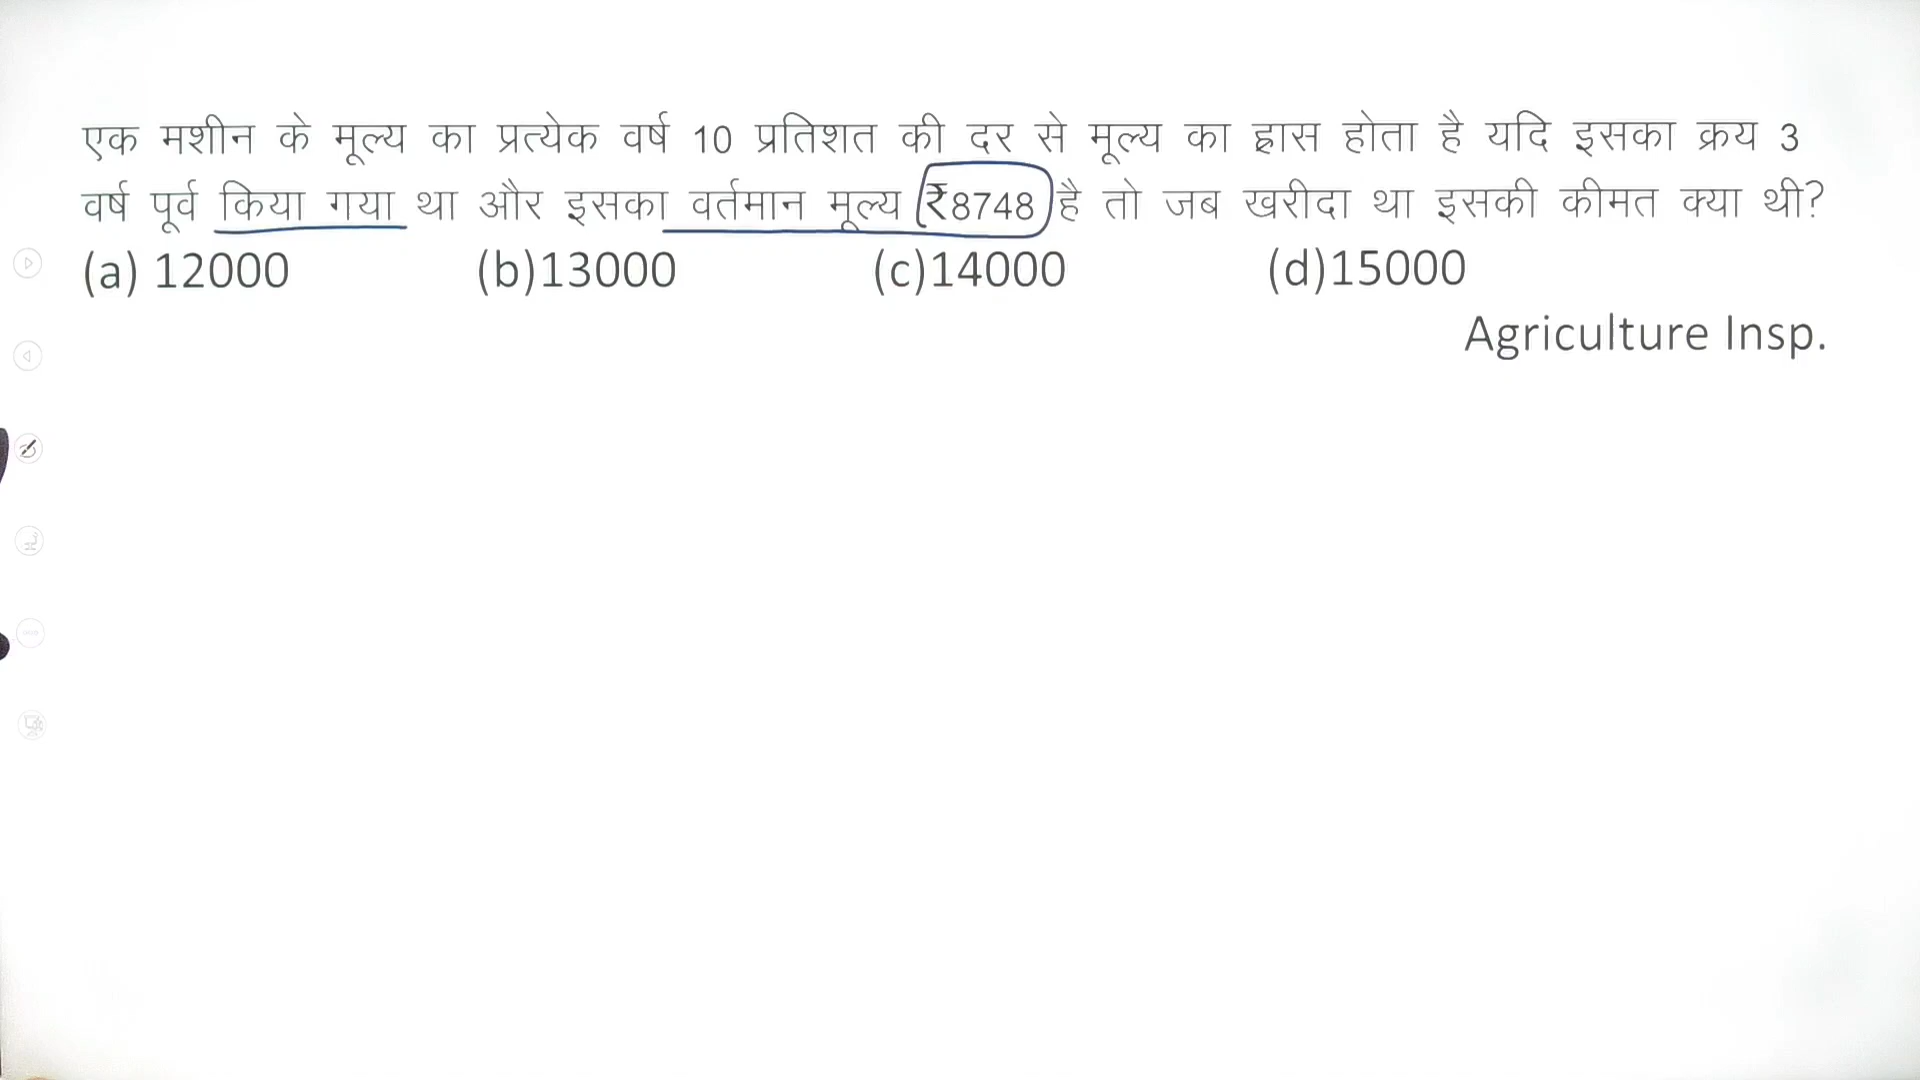 एक मशीन के मूल्य का प्रत्येक वर्ष 10 प्रतिशत की दर से मूल्य का ह्रास होता है यदि इसका क्रय 3
वर्ष पूर्व किया गया था और इसका वर्तमान मूल्य ₹8748 है तो जब खरीदा था इसकी कीमत क्या थी?
(a) 12000 (b)13000 (c)14000 (d)15000
Agriculture Insp.